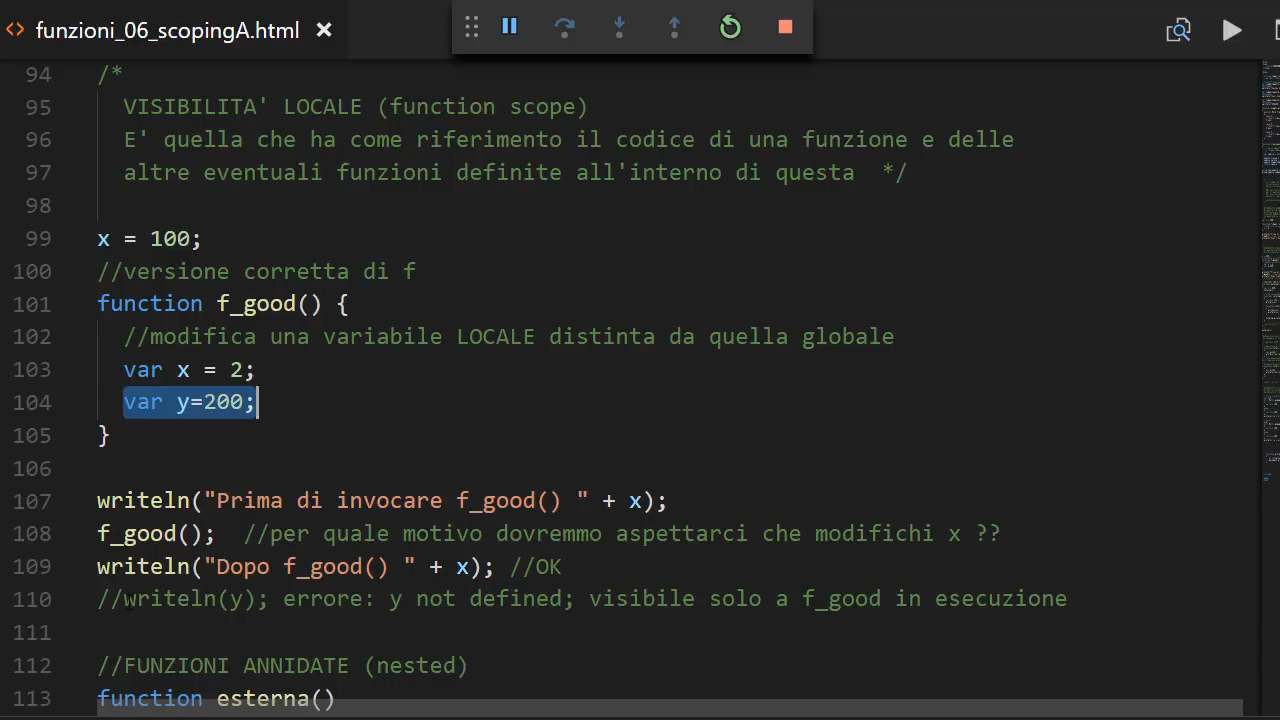 funzioni_06_scopingA.html
94 /*
95 VISIBILITA' LOCALE (function scope)
96 E' quella che ha come riferimento il codice di una funzione e delle
97 altre eventuali funzioni definite all'interno di questa */
98
99 x = 100;
100 //versione corretta di f
101 function f_good() {
102 //modifica una variabile LOCALE distinta da quella globale
103 var x = 2;
104 var y=200;
105 }
106
107 writeln("Prima di invocare f_good() " + x);
108 f_good(); //per quale motivo dovremmo aspettarci che modifichi x ??
109 writeln("Dopo f_good() " + x); //OK
110 //writeln(y); errore: y not defined; visibile solo a f_good in esecuzione
111
112 //FUNZIONI ANNIDATE (nested)
113 function esterna()